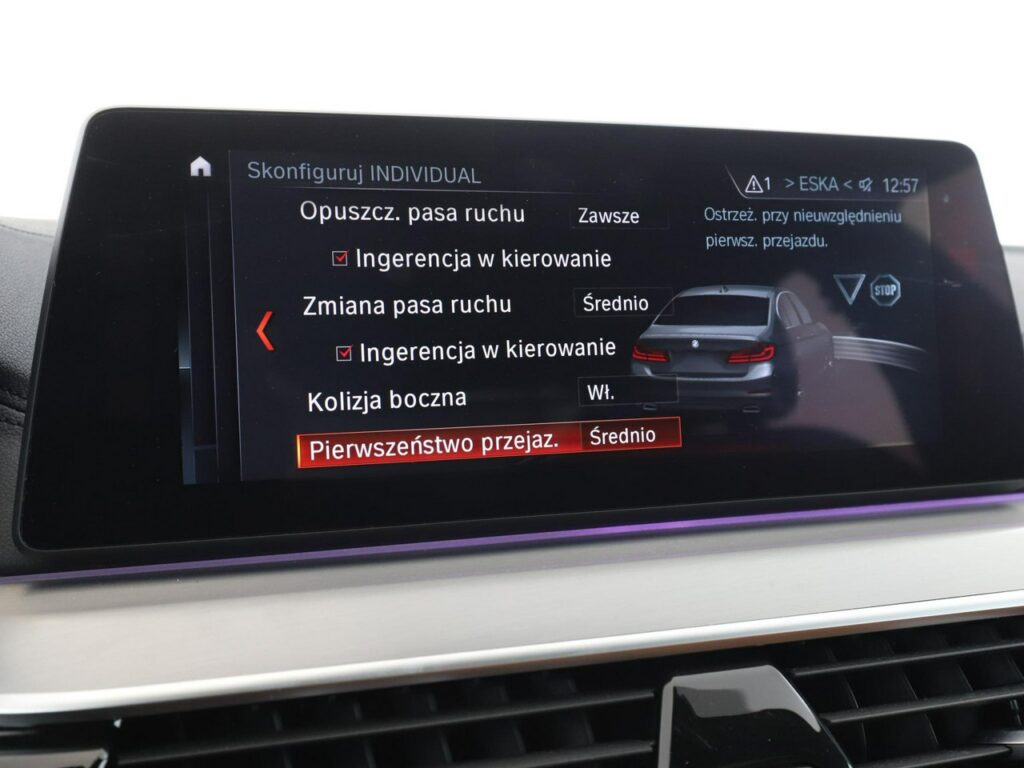 Skonfiguruj INDIVIDUAL
1 > ESKA < 12:57
Opuszcz. pasa ruchu Zawsze
Ingerencja w kierowanie
Zmiana pasa ruchu Średnio
Ingerencja w kierowanie
Kolizja boczna Wł.
Pierwszeństwo przejaz. Średnio
Ostrzeż. przy nieuwzględnieniu
pierwsz. przejazdu.
STOP